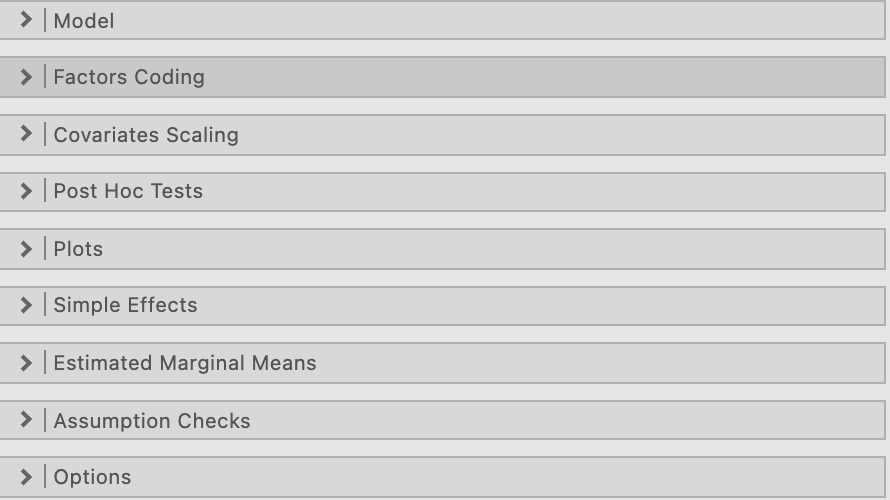 Model
Factors Coding
Covariates Scaling
Post Hoc Tests
Plots
Simple Effects
Estimated Marginal Means
Assumption Checks
Options